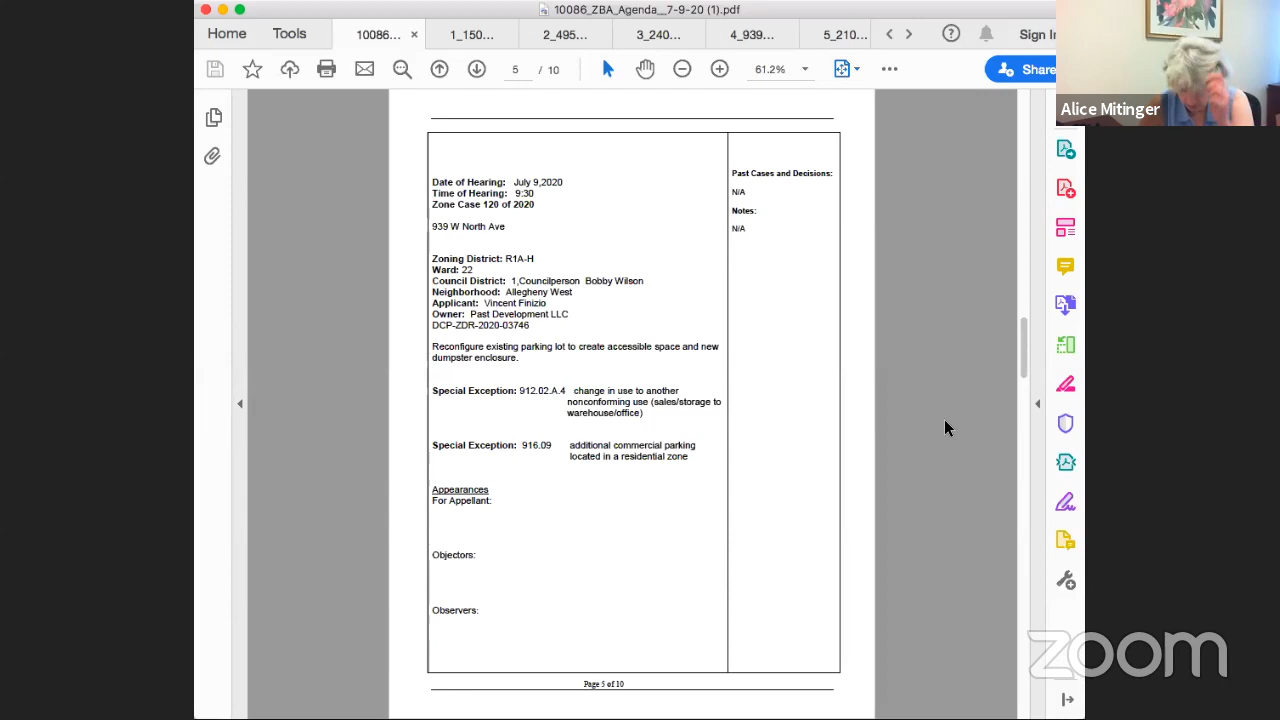 10086_ZBA_Agenda__7-9-20 (1).pdf
Home Tools 10086... × 1_150... 2_495... 3_240... 4_939... 5_210... Sign In
5 / 10 61.2% Share
Alice Mitinger
Date of Hearing: July 9,2020
Time of Hearing: 9:30
Zone Case 120 of 2020
939 W North Ave
Zoning District: R1A-H
Ward: 22
Council District: 1,Councilperson Bobby Wilson
Neighborhood: Allegheny West
Applicant: Vincent Finizio
Owner: Past Development LLC
DCP-ZDR-2020-03746
Reconfigure existing parking lot to create accessible space and new
dumpster enclosure.
Special Exception: 912.02.A.4 change in use to another
nonconforming use (sales/storage to
warehouse/office)
Special Exception: 916.09 additional commercial parking
located in a residential zone
Appearances
For Appellant:
Objectors:
Observers:
Past Cases and Decisions:
N/A
Notes:
N/A
Page 5 of 10
zoom